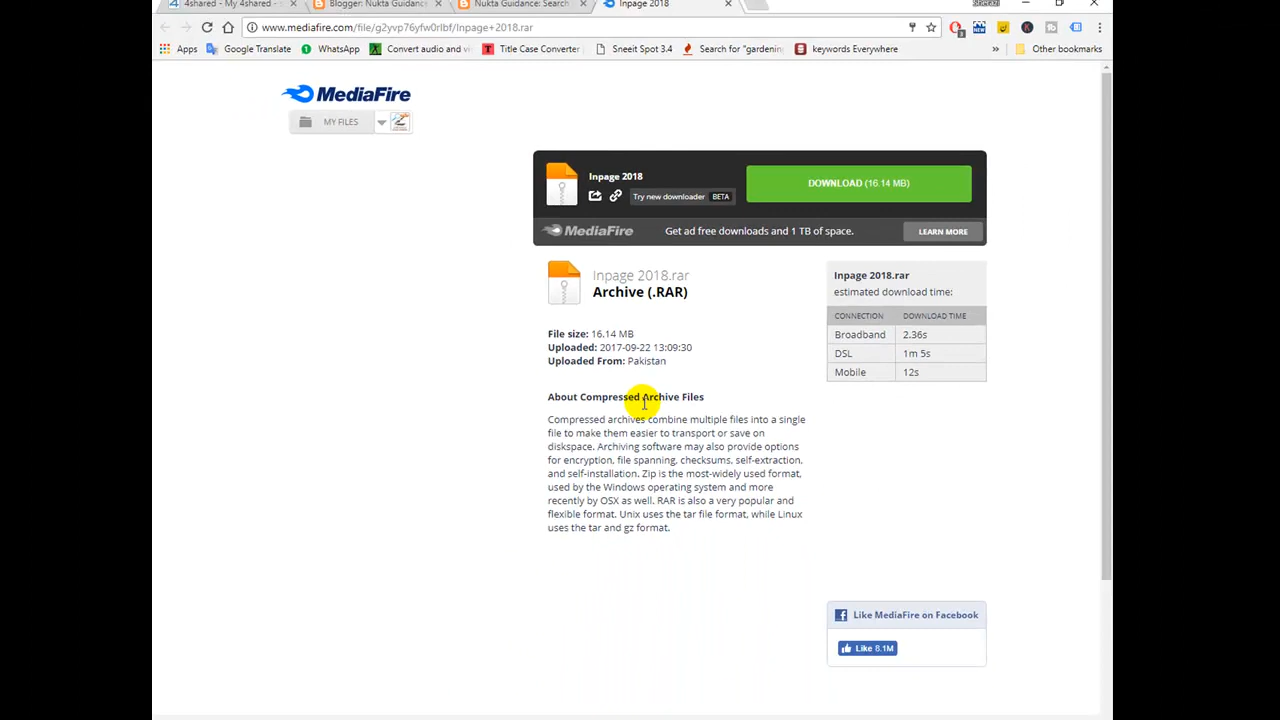 4shared - My 4shared - s
Blogger: Nukta Guidance:
Nukta Guidance: Search
Inpage 2018
www.mediafire.com/file/g2yvp76yfw0rlbf/Inpage+2018.rar
Apps
Google Translate
WhatsApp
Convert audio and vi
Title Case Converter
Sneeit Spot 3.4
Search for "gardenin
keywords Everywhere
»
Other bookmarks
MediaFire
MY FILES
Inpage 2018
Try new downloader BETA
DOWNLOAD (16.14 MB)
MediaFire Get ad free downloads and 1 TB of space. LEARN MORE
Inpage 2018.rar
Archive (.RAR)
File size: 16.14 MB
Uploaded: 2017-09-22 13:09:30
Uploaded From: Pakistan
About Compressed Archive Files
Compressed archives combine multiple files into a single
file to make them easier to transport or save on
diskspace. Archiving software may also provide options
for encryption, file spanning, checksums, self-extraction,
and self-installation. Zip is the most-widely used format,
used by the Windows operating system and more
recently by OSX as well. RAR is also a very popular and
flexible format. Unix uses the tar file format, while Linux
uses the tar and gz format.
Inpage 2018.rar
estimated download time:
CONNECTION DOWNLOAD TIME
Broadband 2.36s
DSL 1m 5s
Mobile 12s
Like MediaFire on Facebook
Like 8.1M